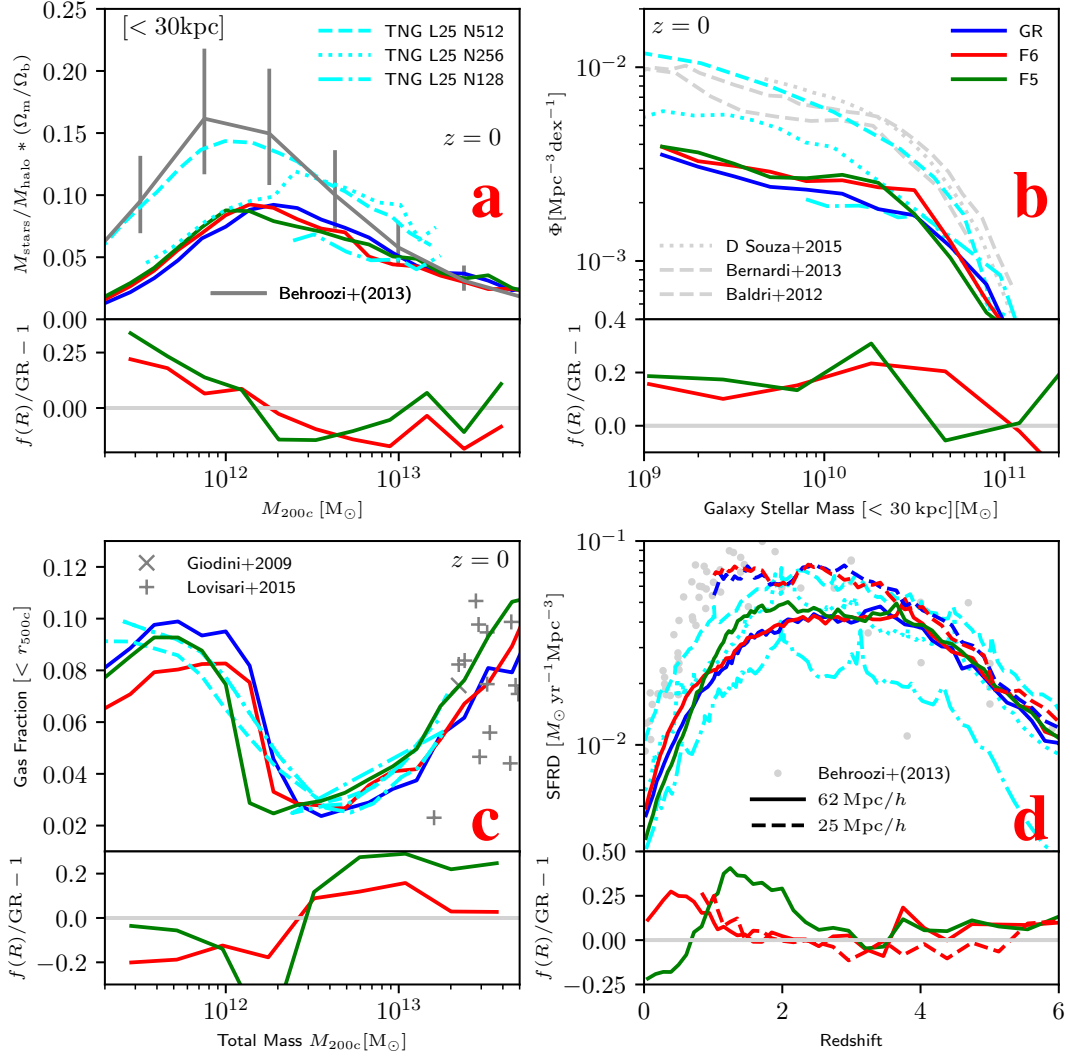 [< 30kpc]
TNG L25 N512
TNG L25 N256
TNG L25 N128
z = 0
a
Behroozi+(2013)
M_stars/M_halo * (Ω_m/Ω_b)
0.25
0.20
0.15
0.10
0.05
0.00
f(R)/GR − 1
0.25
0.00
10^12
10^13
M_200c [M_⊙]
z = 0
GR
F6
F5
b
D Souza+2015
Bernardi+2013
Baldri+2012
Φ[Mpc^−3 dex^−1]
10^−2
10^−3
f(R)/GR − 1
0.4
0.2
0.0
10^9
10^10
10^11
Galaxy Stellar Mass [< 30 kpc][M_⊙]
Giodini+2009
Lovisari+2015
z = 0
c
Gas Fraction [< r_500c]
0.12
0.10
0.08
0.06
0.04
0.02
f(R)/GR − 1
0.2
0.0
−0.2
10^12
10^13
Total Mass M_200c[M_⊙]
Behroozi+(2013)
62 Mpc/h
25 Mpc/h
d
SFRD [M_⊙ yr^−1 Mpc^−3]
10^−1
10^−2
f(R)/GR − 1
0.50
0.25
0.00
−0.25
0
2
4
6
Redshift